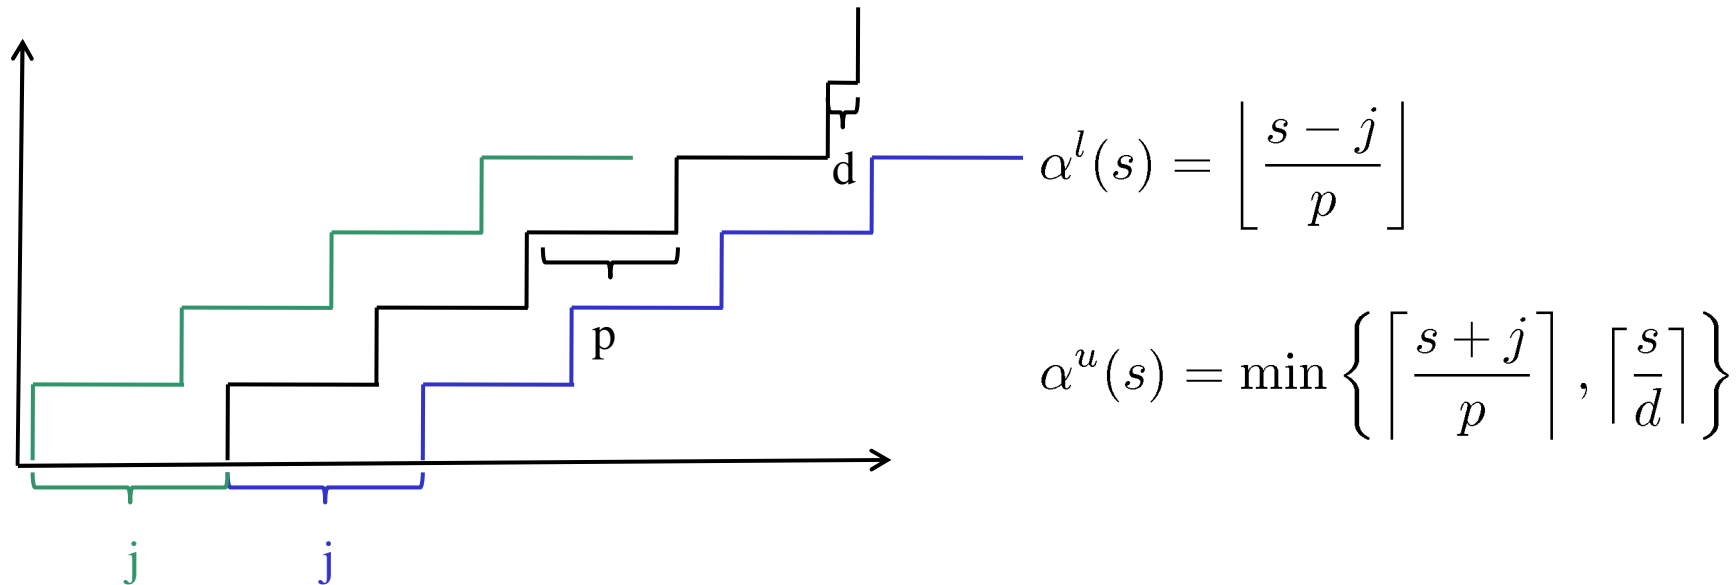 d
α^l(s) = ⌊(s − j)/p⌋
p
α^u(s) = min {⌈(s + j)/p⌉, ⌈s/d⌉}
j j